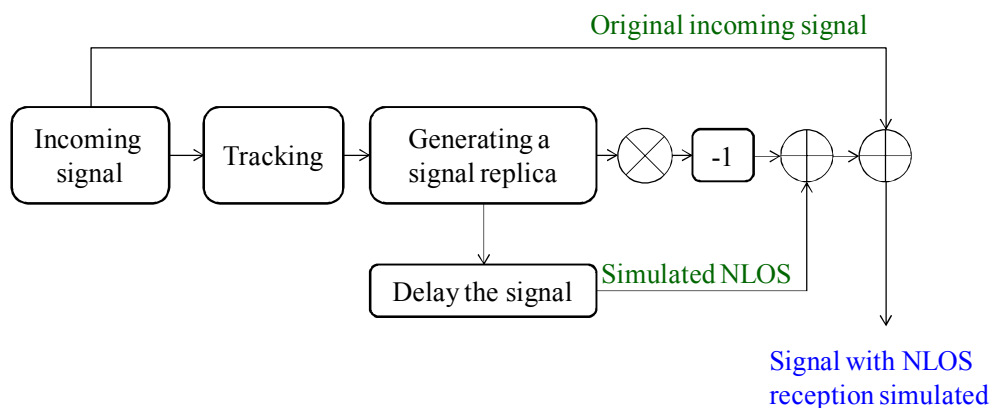 Original incoming signal
Incoming
signal
Tracking
Generating a
signal replica
-1
Delay the signal
Simulated NLOS
Signal with NLOS
reception simulated